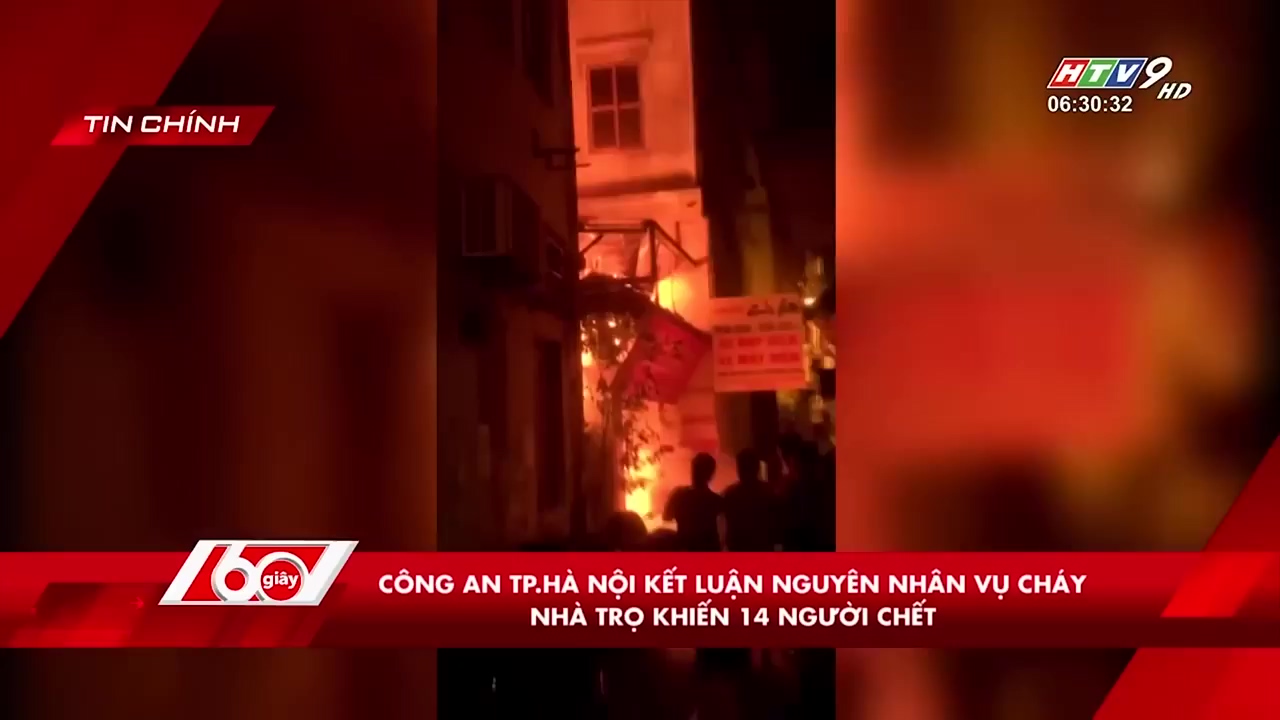 TIN CHÍNH
HTV9 HD
06:30:32
60 giây
CÔNG AN TP.HÀ NỘI KẾT LUẬN NGUYÊN NHÂN VỤ CHÁY
NHÀ TRỌ KHIẾN 14 NGƯỜI CHẾT